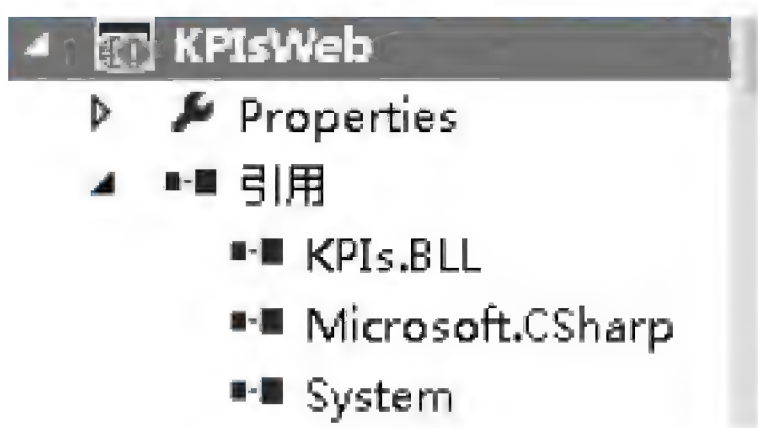 KPIsWeb
Properties
引用
KPIs.BLL
Microsoft.CSharp
System